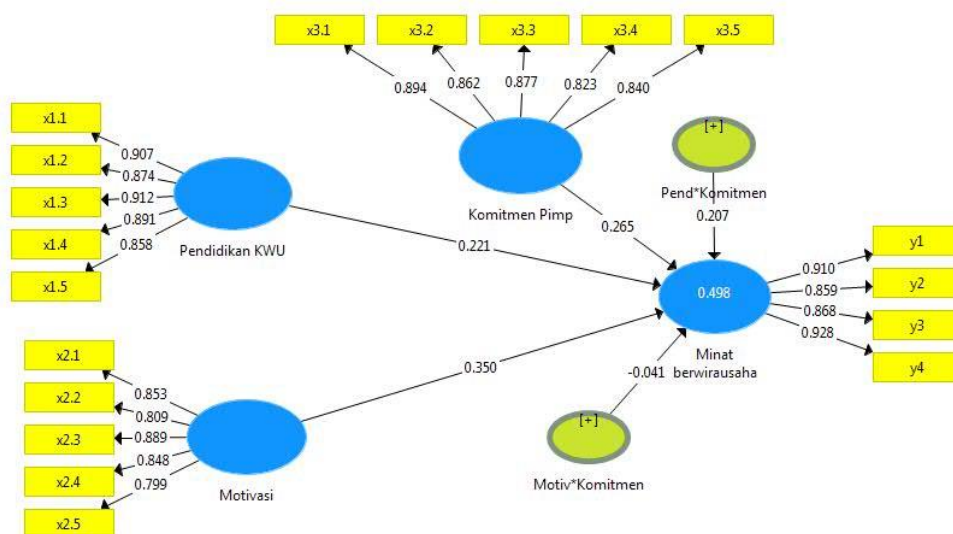 x3.1
x3.2
x3.3
x3.4
x3.5
0.894
0.862
0.877
0.823
0.840
x1.1
x1.2
x1.3
x1.4
x1.5
0.907
0.874
0.912
0.891
0.858
Pendidikan KWU
Komitmen Pimp
[+]
Pend*Komitmen
0.207
0.265
0.221
0.498
Minat
berwirausaha
0.910
0.859
0.868
0.928
y1
y2
y3
y4
x2.1
x2.2
x2.3
x2.4
x2.5
0.853
0.809
0.889
0.848
0.799
Motivasi
0.350
-0.041
[+]
Motiv*Komitmen